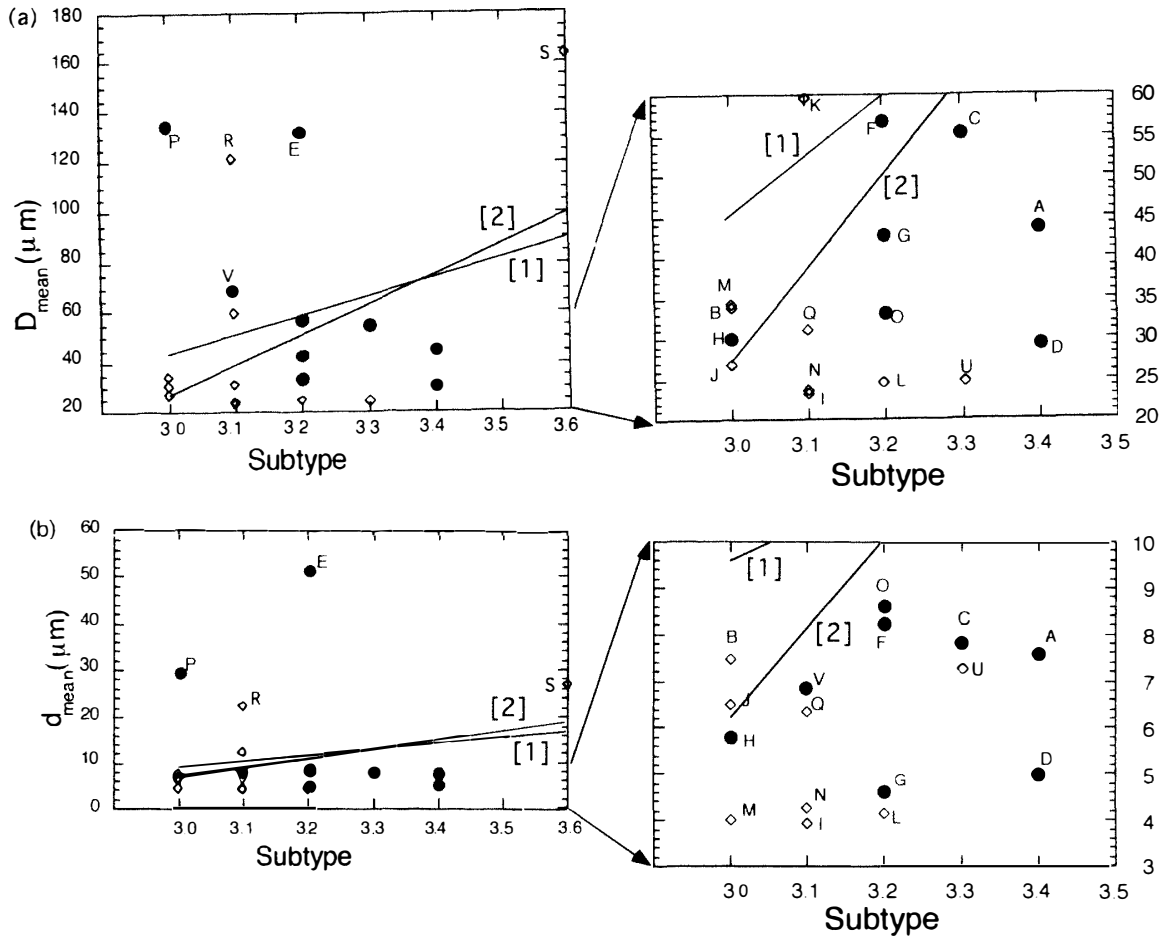 (a)
180
160
140
120
100
80
60
40
20
D mean (μm)
S
P
R
E
V
[2]
[1]
3.0 3.1 3.2 3.3 3.4 3.5 3.6
Subtype
60
55
50
45
40
35
30
25
20
K
[1]
F
C
[2]
G
A
M
B
Q
O
H
D
J
N
I
L
U
3.0 3.1 3.2 3.3 3.4 3.5
Subtype
(b)
60
50
40
30
20
10
0
d mean (μm)
E
P
R
S
[2]
[1]
3.0 3.1 3.2 3.3 3.4 3.5 3.6
Subtype
10
9
8
7
6
5
4
3
[1]
[2]
O
F
C
A
B
U
J
V
Q
H
D
G
M
N
I
L
3.0 3.1 3.2 3.3 3.4 3.5
Subtype